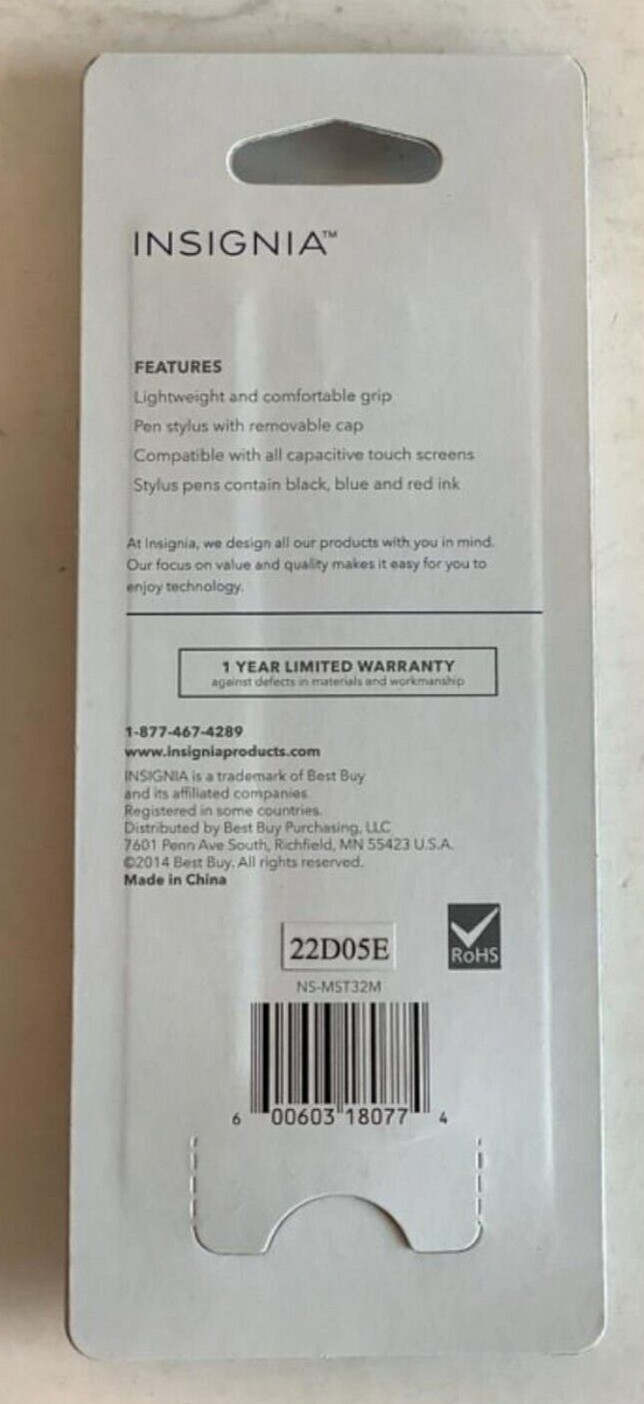 INSIGNIA™
FEATURES
Lightweight and comfortable grip
Pen stylus with removable cap
Compatible with all capacitive touch screens
Stylus pens contain black, blue and red ink
At Insignia, we design all our products with you in mind.
Our focus on value and quality makes it easy for you to
enjoy technology.
1 YEAR LIMITED WARRANTY
against defects in materials and workmanship
1-877-467-4289
www.insigniaproducts.com
INSIGNIA is a trademark of Best Buy
and its affiliated companies.
Registered in some countries.
Distributed by Best Buy Purchasing, LLC
7601 Penn Ave South, Richfield, MN 55423 U.S.A.
©2014 Best Buy. All rights reserved.
Made in China
22D05E
RoHS
NS-MST32M
6 00603 18077 4